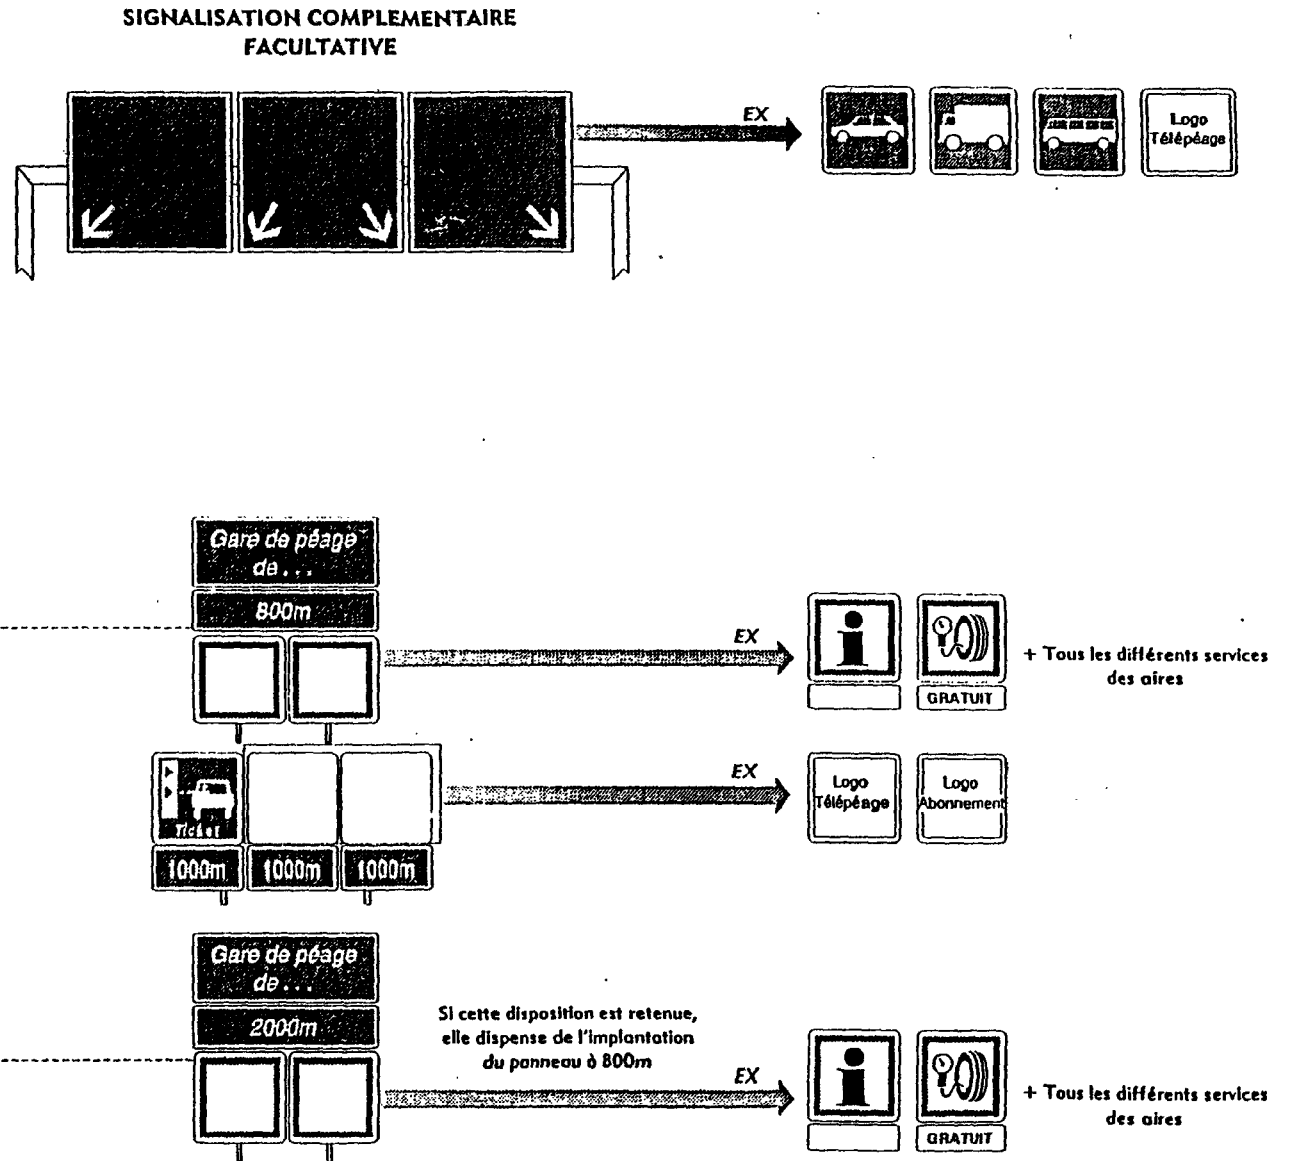 SIGNALISATION COMPLEMENTAIRE
FACULTATIVE
EX
Logo
Télépéage
Gare de péage
de...
800m
EX
GRATUIT
+ Tous les différents services
des aires
Ticket
1000m
1000m
1000m
EX
Logo
Télépéage
Logo
Abonnement
Gare de péage
de...
2000m
Si cette disposition est retenue,
elle dispense de l'implantation
du panneau à 800m
EX
GRATUIT
+ Tous les différents services
des aires